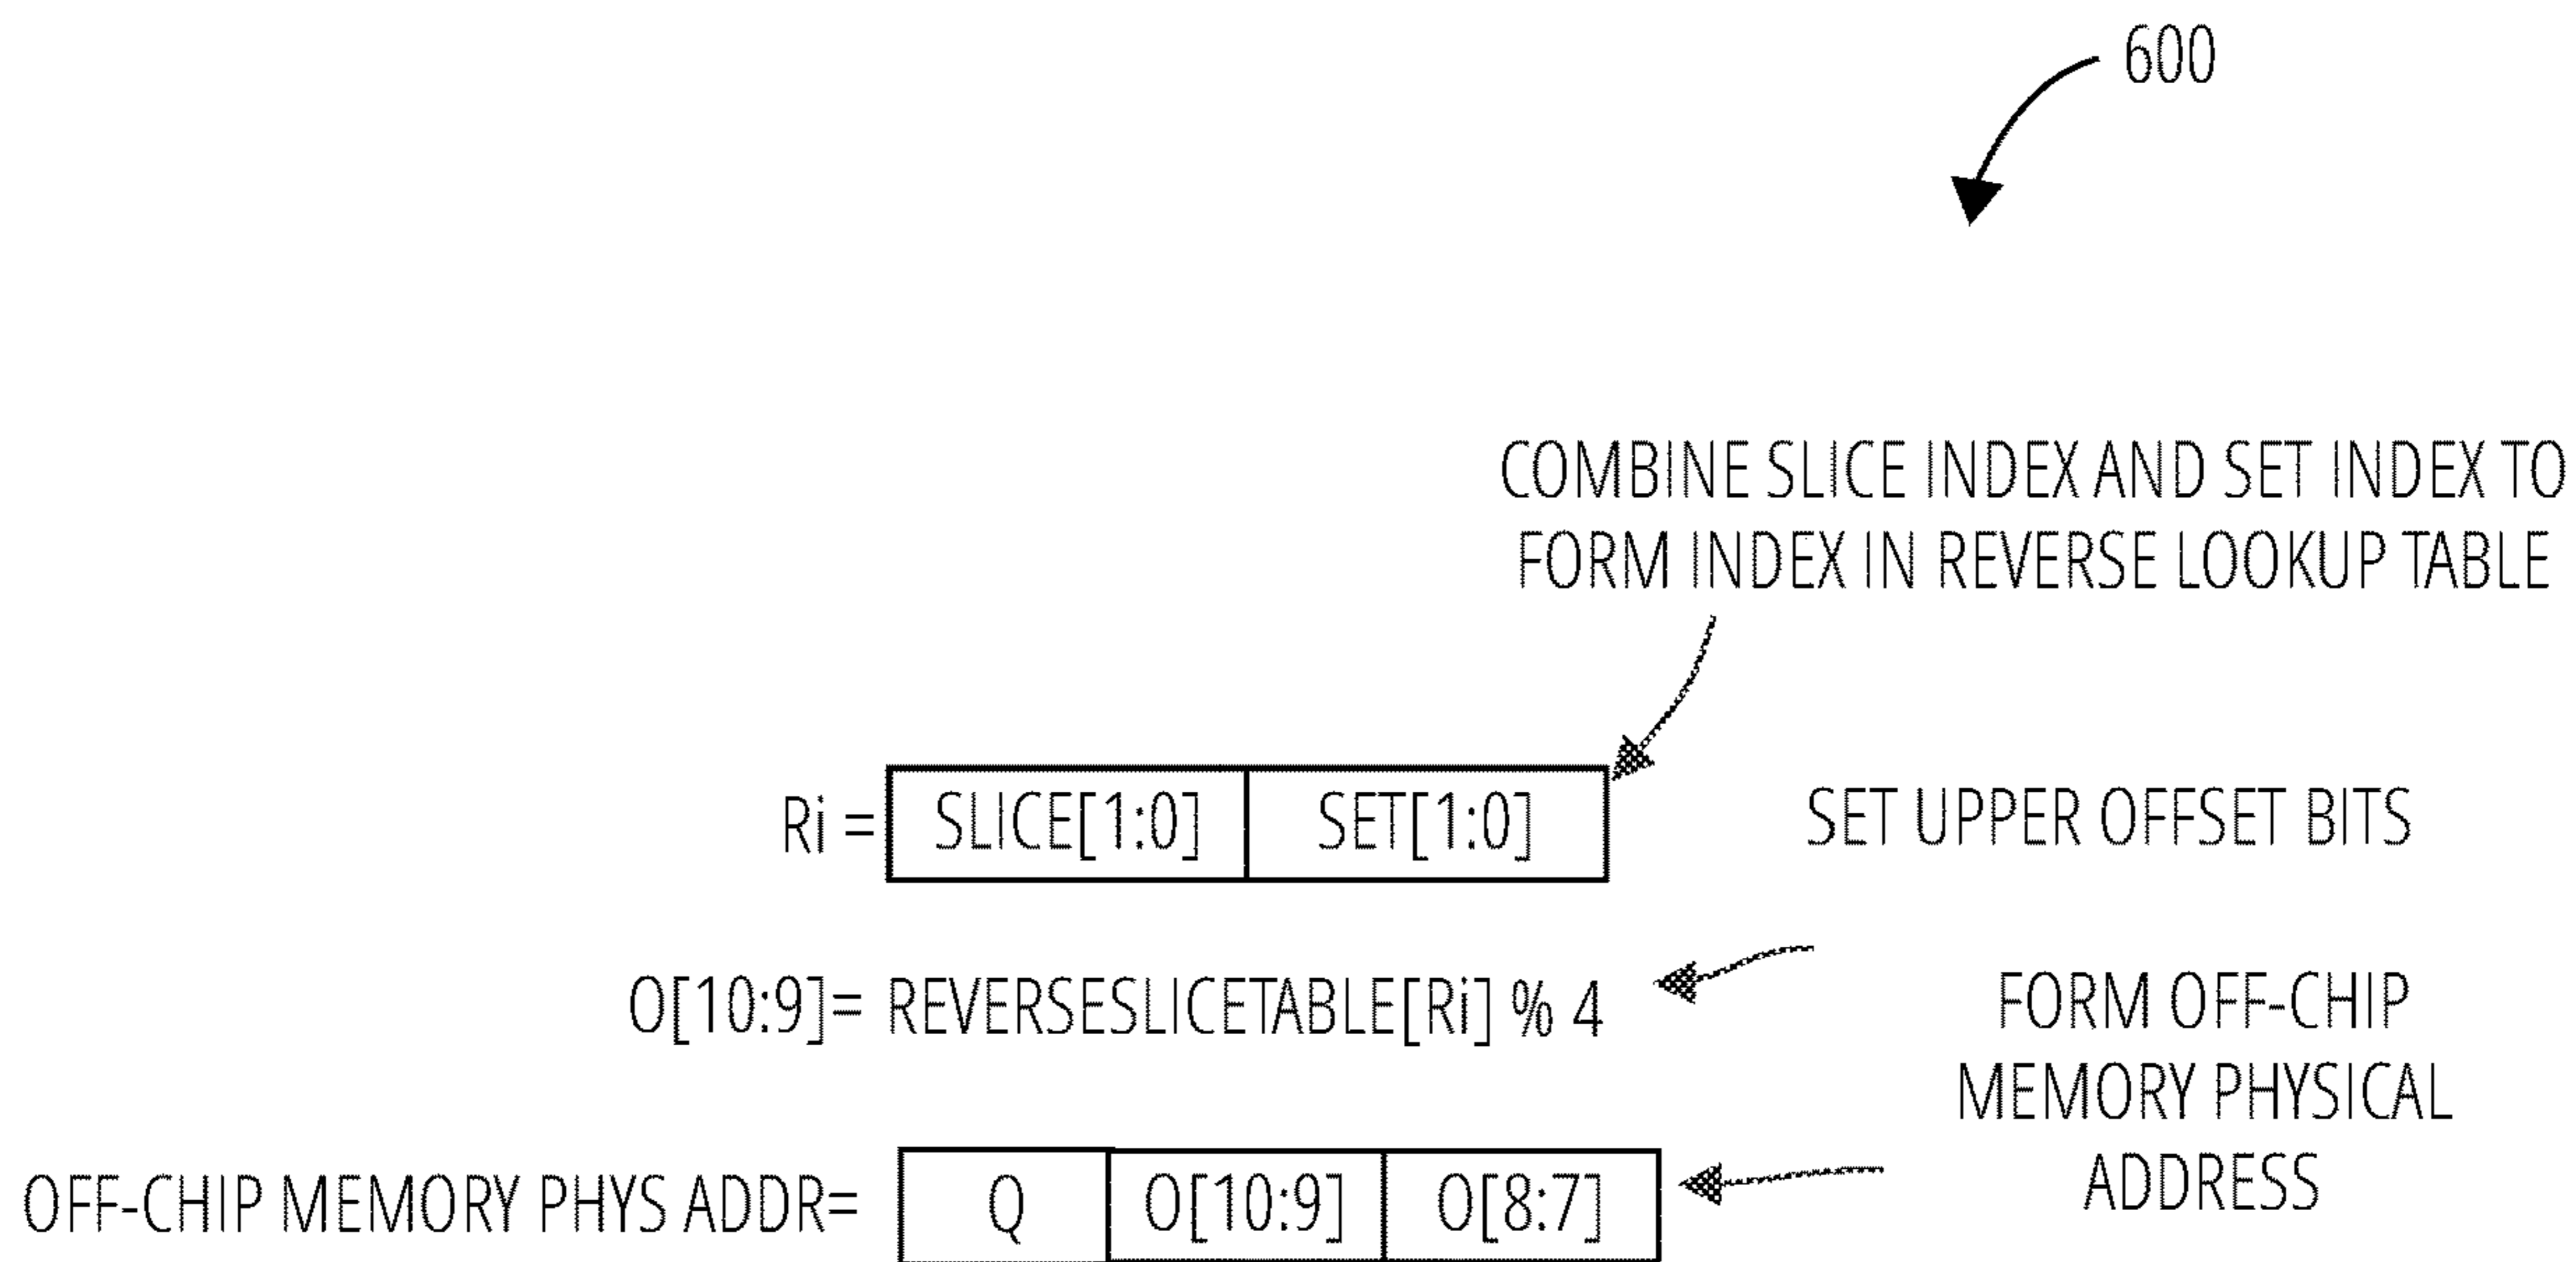 600
COMBINE SLICE INDEX AND SET INDEX TO
FORM INDEX IN REVERSE LOOKUP TABLE
Ri = SLICE[1:0] SET[1:0]
SET UPPER OFFSET BITS
O[10:9]= REVERSESLICETABLE[Ri] % 4
FORM OFF-CHIP
MEMORY PHYSICAL
ADDRESS
OFF-CHIP MEMORY PHYS ADDR= Q O[10:9] O[8:7]